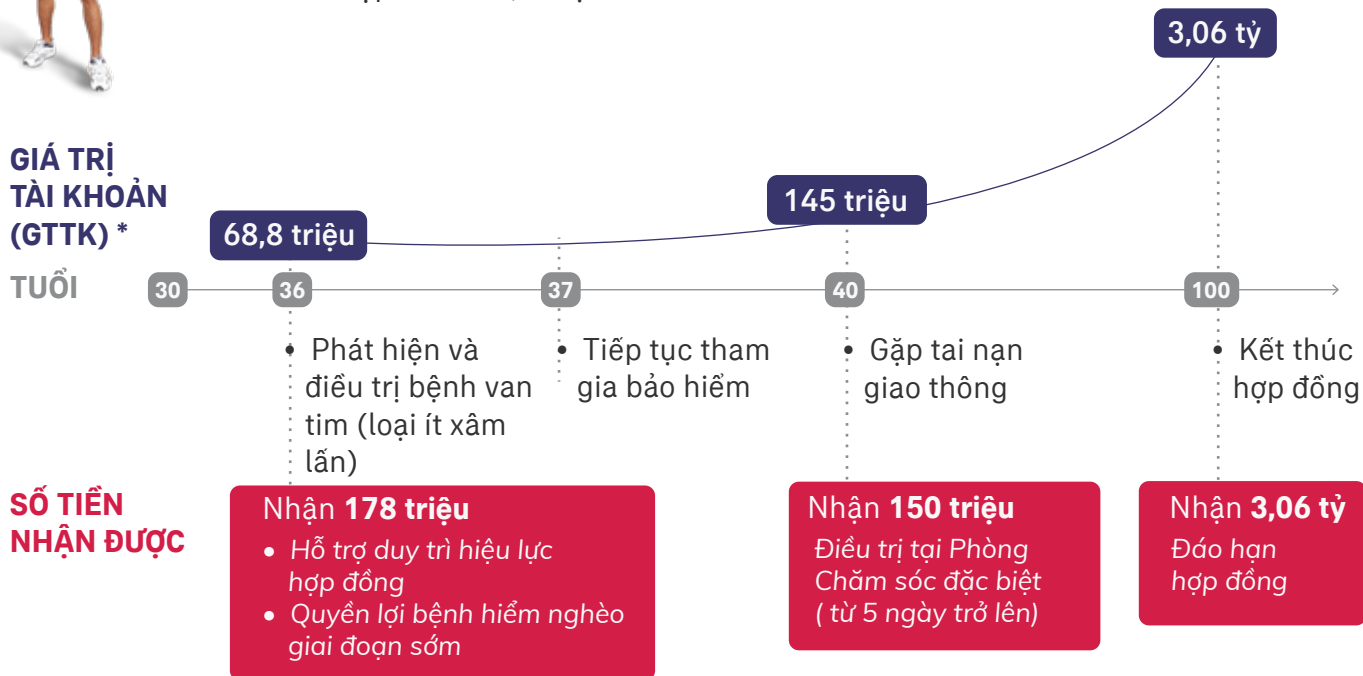 3,06 tỷ
GIÁ TRỊ
TÀI KHOẢN
(GTTK) *
68,8 triệu
145 triệu
TUỔI
30
36
37
40
100
• Phát hiện và
điều trị bệnh van
tim (loại ít xâm
lấn)
• Tiếp tục tham
gia bảo hiểm
• Gặp tai nạn
giao thông
• Kết thúc
hợp đồng
SỐ TIỀN
NHẬN ĐƯỢC
Nhận 178 triệu
• Hỗ trợ duy trì hiệu lực
hợp đồng
• Quyền lợi bệnh hiểm nghèo
giai đoạn sớm
Nhận 150 triệu
Điều trị tại Phòng
Chăm sóc đặc biệt
( từ 5 ngày trở lên)
Nhận 3,06 tỷ
Đáo hạn
hợp đồng